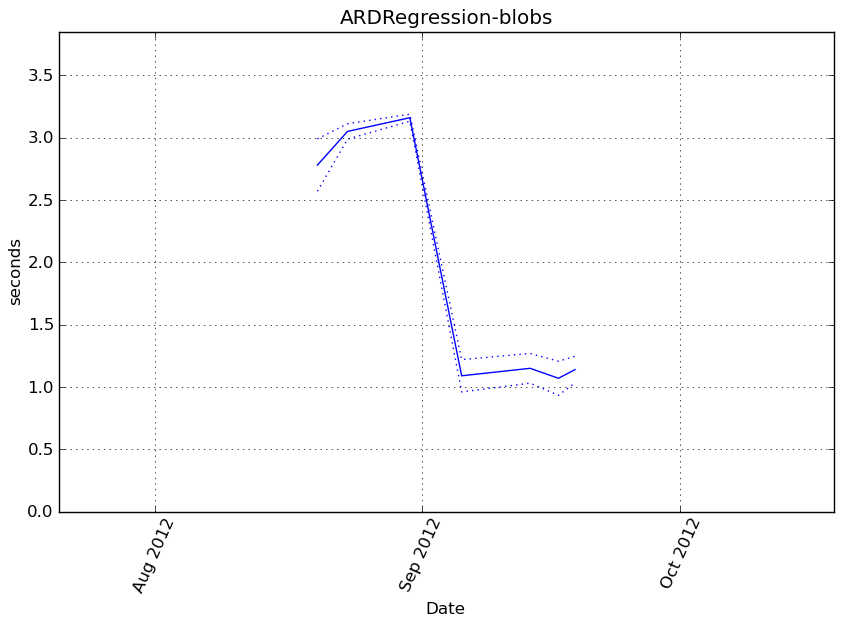 ARDRegression-blobs
3.5
3.0
2.5
2.0
1.5
1.0
0.5
0.0
seconds
Aug 2012
Sep 2012
Oct 2012
Date